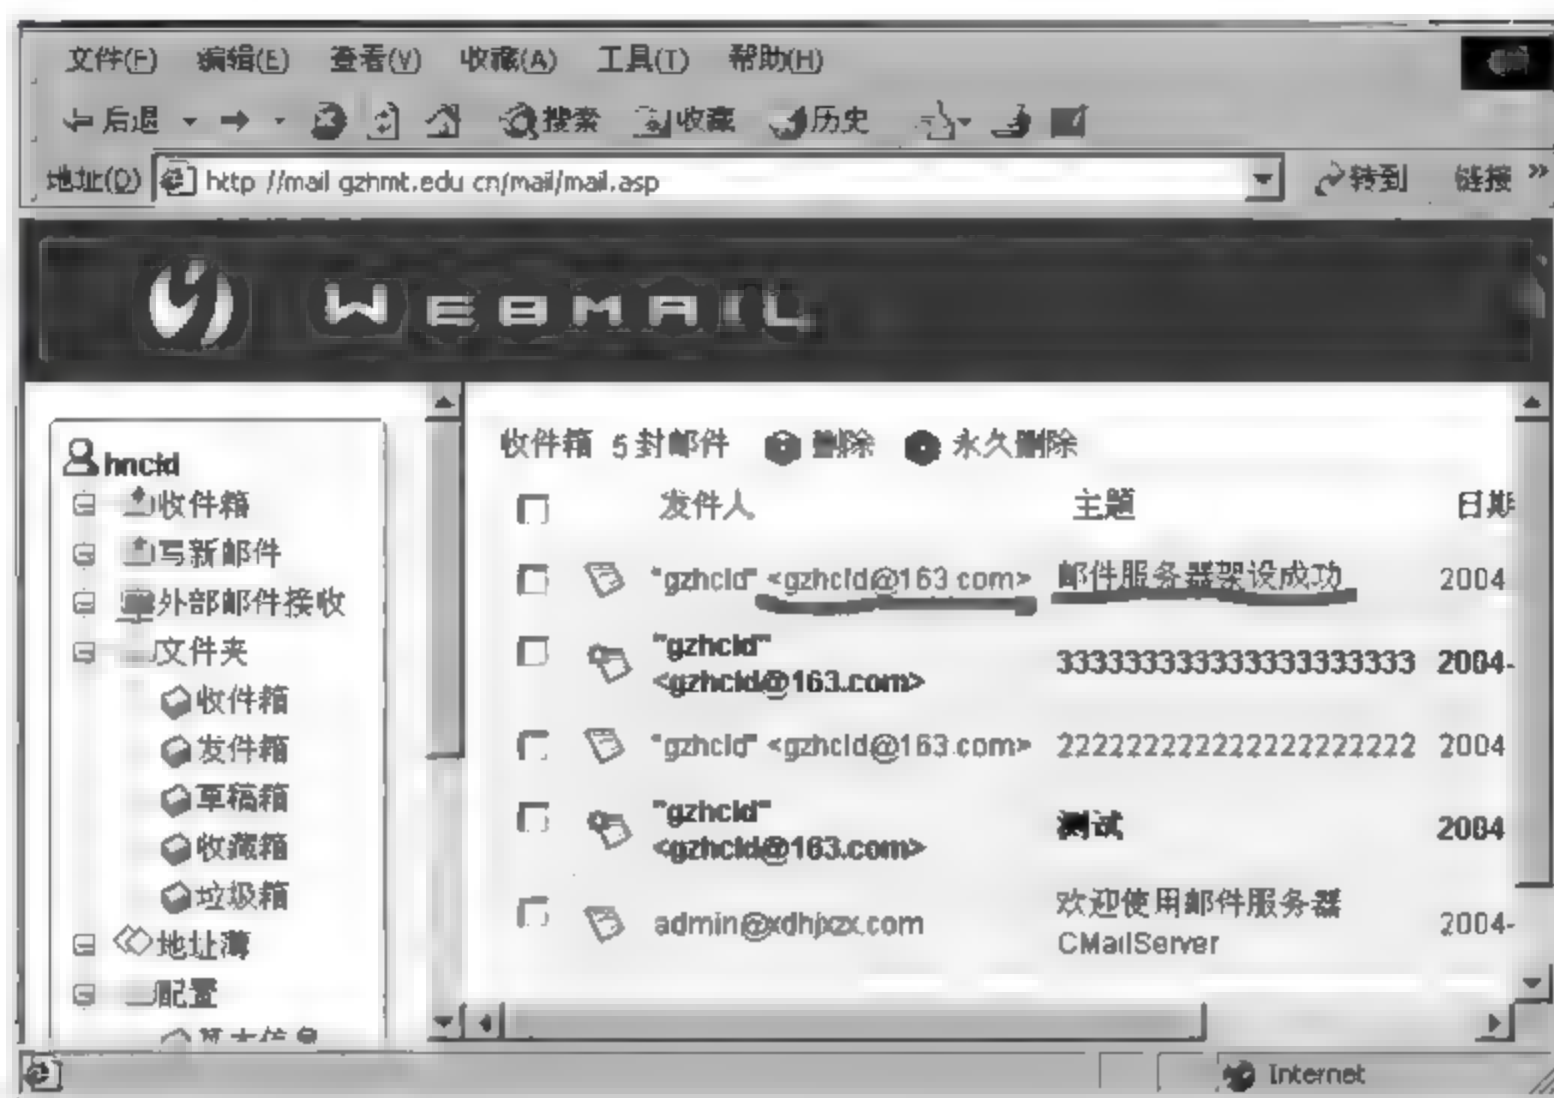 文件(F) 编辑(E) 查看(V) 收藏(A) 工具(T) 帮助(H)
后退 搜索 收藏 历史
地址(D) http //mail gzhmt.edu cn/mail/mail.asp 转到 链接 »
WEBMAIL
hncld
收件箱
写新邮件
外部邮件接收
文件夹
收件箱
发件箱
草稿箱
收藏箱
垃圾箱
地址薄
配置
基本信息
收件箱 5封邮件 删除 永久删除
发件人 主题 日期
"gzhcld" <gzhcld@163 com> 邮件服务器架设成功 2004
"gzhcld"
<gzhcld@163.com> 333333333333333333333 2004-
"gzhcld" <gzhcld@163.com> 222222222222222222222 2004
"gzhcld"
<gzhcld@163.com> 测试 2004
admin@xdhjxzx.com 欢迎使用邮件服务器
CMailServer 2004-
Internet